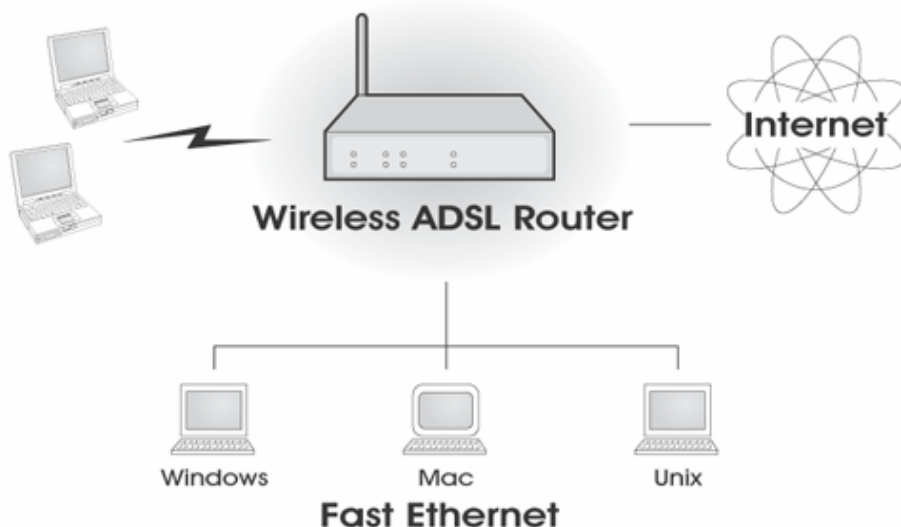 Internet
Wireless ADSL Router
Windows Mac Unix
Fast Ethernet